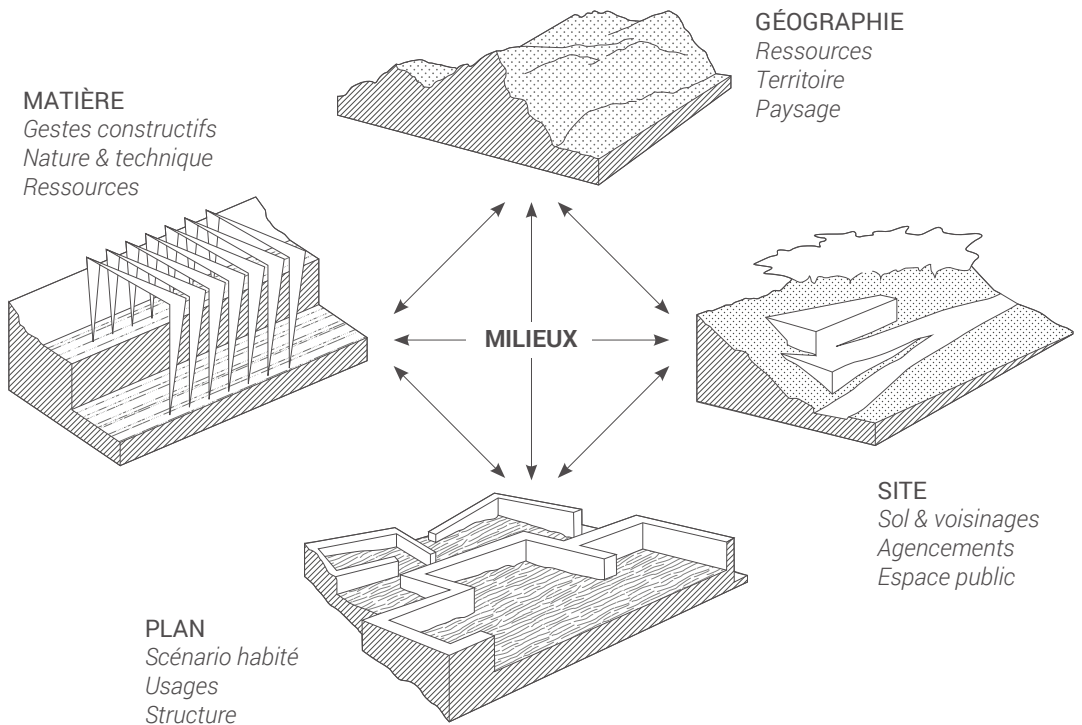 GÉOGRAPHIE
Ressources
Territoire
Paysage
MATIÈRE
Gestes constructifs
Nature & technique
Ressources
MILIEUX
SITE
Sol & voisinages
Agencements
Espace public
PLAN
Scénario habité
Usages
Structure